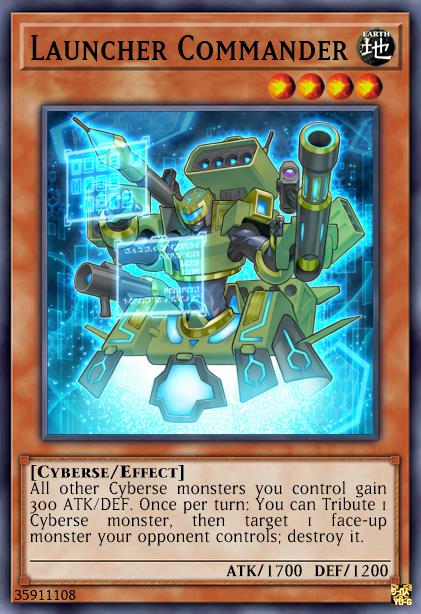 Launcher Commander
EARTH
地
[Cyberse/Effect]
All other Cyberse monsters you control gain
300 ATK/DEF. Once per turn: You can Tribute 1
Cyberse monster, then target 1 face-up
monster your opponent controls; destroy it.
ATK/1700 DEF/1200
35911108